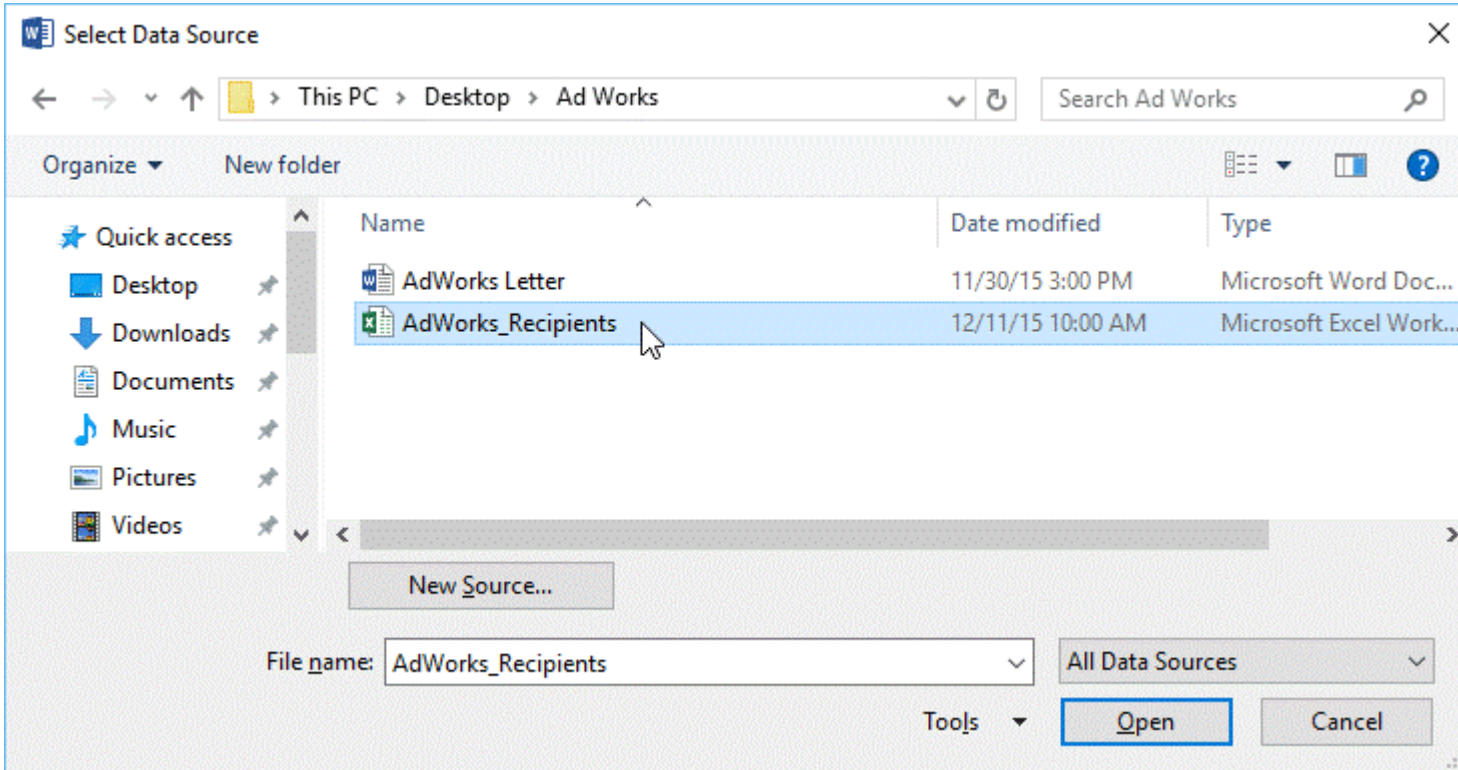 Select Data Source
This PC > Desktop > Ad Works
Search Ad Works
Organize
New folder
Name
Date modified
Type
Quick access
Desktop
Downloads
Documents
Music
Pictures
Videos
AdWorks Letter 11/30/15 3:00 PM Microsoft Word Doc...
AdWorks_Recipients 12/11/15 10:00 AM Microsoft Excel Work...
New Source...
File name: AdWorks_Recipients
All Data Sources
Tools
Open
Cancel